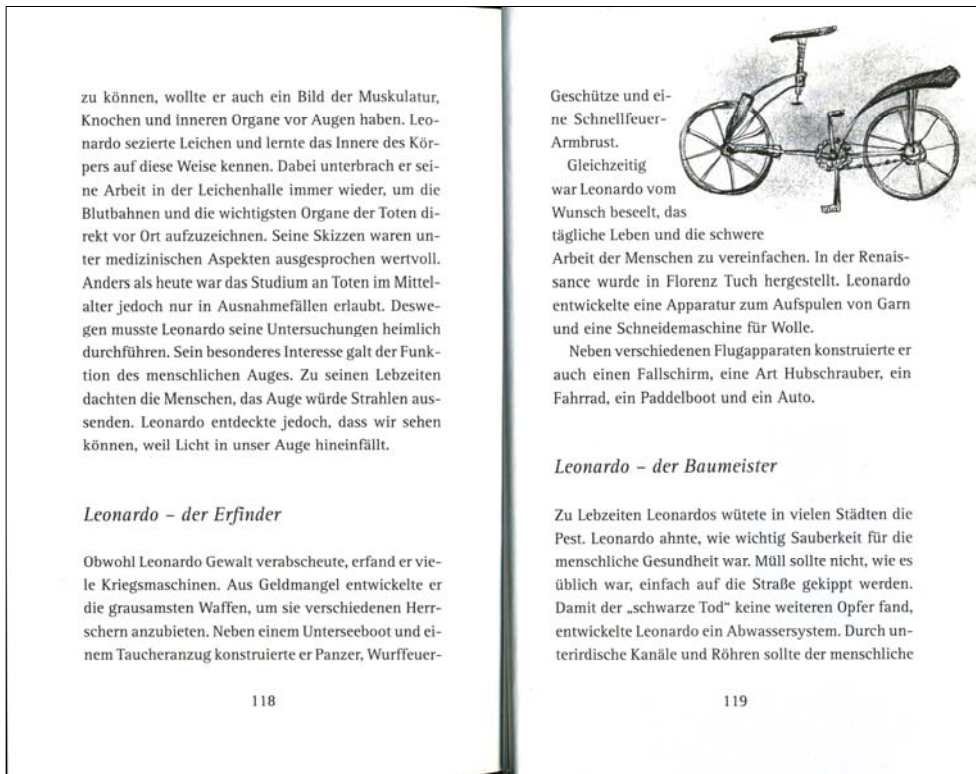 zu können, wollte er auch ein Bild der Muskulatur,
Knochen und inneren Organe vor Augen haben. Leo-
nardo sezierte Leichen und lernte das Innere des Kör-
pers auf diese Weise kennen. Dabei unterbrach er sei-
ne Arbeit in der Leichenhalle immer wieder, um die
Blutbahnen und die wichtigsten Organe der Toten di-
rekt vor Ort aufzuzeichnen. Seine Skizzen waren un-
ter medizinischen Aspekten ausgesprochen wertvoll.
Anders als heute war das Studium an Toten im Mittel-
alter jedoch nur in Ausnahmefällen erlaubt. Deswe-
gen musste Leonardo seine Untersuchungen heimlich
durchführen. Sein besonderes Interesse galt der Funk-
tion des menschlichen Auges. Zu seinen Lebzeiten
dachten die Menschen, das Auge würde Strahlen aus-
senden. Leonardo entdeckte jedoch, dass wir sehen
können, weil Licht in unser Auge hineinfällt.
Leonardo – der Erfinder
Obwohl Leonardo Gewalt verabscheute, erfand er vie-
le Kriegsmaschinen. Aus Geldmangel entwickelte er
die grausamsten Waffen, um sie verschiedenen Herr-
schern anzubieten. Neben einem Unterseeboot und ei-
nem Taucheranzug konstruierte er Panzer, Wurffeuer-
118
Geschütze und ei-
ne Schnellfeuer-
Armbrust.
Gleichzeitig
war Leonardo vom
Wunsch beseelt, das
tägliche Leben und die schwere
Arbeit der Menschen zu vereinfachen. In der Renais-
sance wurde in Florenz Tuch hergestellt. Leonardo
entwickelte eine Apparatur zum Aufspulen von Garn
und eine Schneidemaschine für Wolle.
Neben verschiedenen Flugapparaten konstruierte er
auch einen Fallschirm, eine Art Hubschrauber, ein
Fahrrad, ein Paddelboot und ein Auto.
Leonardo – der Baumeister
Zu Lebzeiten Leonardos wütete in vielen Städten die
Pest. Leonardo ahnte, wie wichtig Sauberkeit für die
menschliche Gesundheit war. Müll sollte nicht, wie es
üblich war, einfach auf die Straße gekippt werden.
Damit der „schwarze Tod“ keine weiteren Opfer fand,
entwickelte Leonardo ein Abwassersystem. Durch un-
terirdische Kanäle und Röhren sollte der menschliche
119